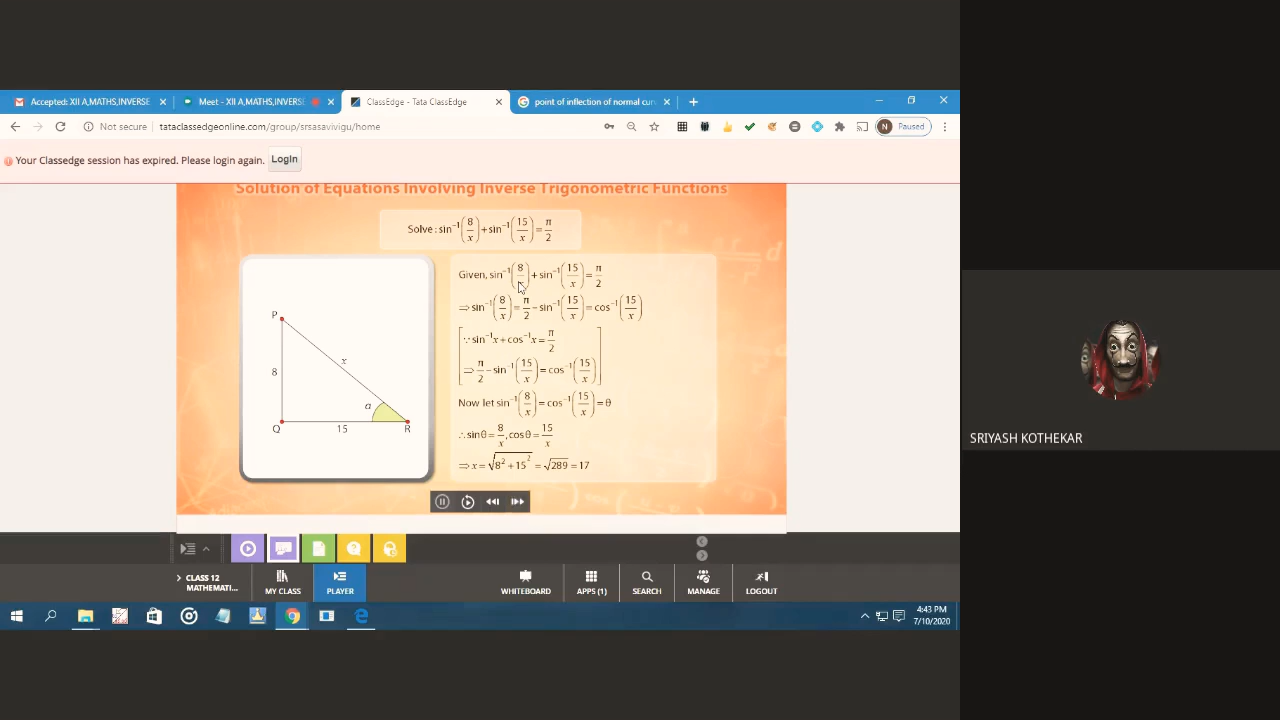 Accepted: XII A,MATHS,INVERSE
Meet - XII A,MATHS,INVERSE
ClassEdge - Tata ClassEdge
point of inflection of normal cur
Not secure | tataclassedgeonline.com/group/srsasavivigu/home
N Paused
Your Classedge session has expired. Please login again. Login
Solution of Equations Involving Inverse Trigonometric Functions
Solve : sin⁻¹(8/x) + sin⁻¹(15/x) = π/2
Given, sin⁻¹(8/x) + sin⁻¹(15/x) = π/2
⇒ sin⁻¹(8/x) = π/2 − sin⁻¹(15/x) = cos⁻¹(15/x)
[∵ sin⁻¹x + cos⁻¹x = π/2
⇒ π/2 − sin⁻¹(15/x) = cos⁻¹(15/x)]
Now let sin⁻¹(8/x) = cos⁻¹(15/x) = θ
∴ sinθ = 8/x, cosθ = 15/x
⇒ x = √(8² + 15²) = √289 = 17
P
x
8
a
Q
15
R
SRIYASH KOTHEKAR
CLASS 12
MATHEMATI...
MY CLASS
PLAYER
WHITEBOARD
APPS (1)
SEARCH
MANAGE
LOGOUT
4:43 PM
7/10/2020